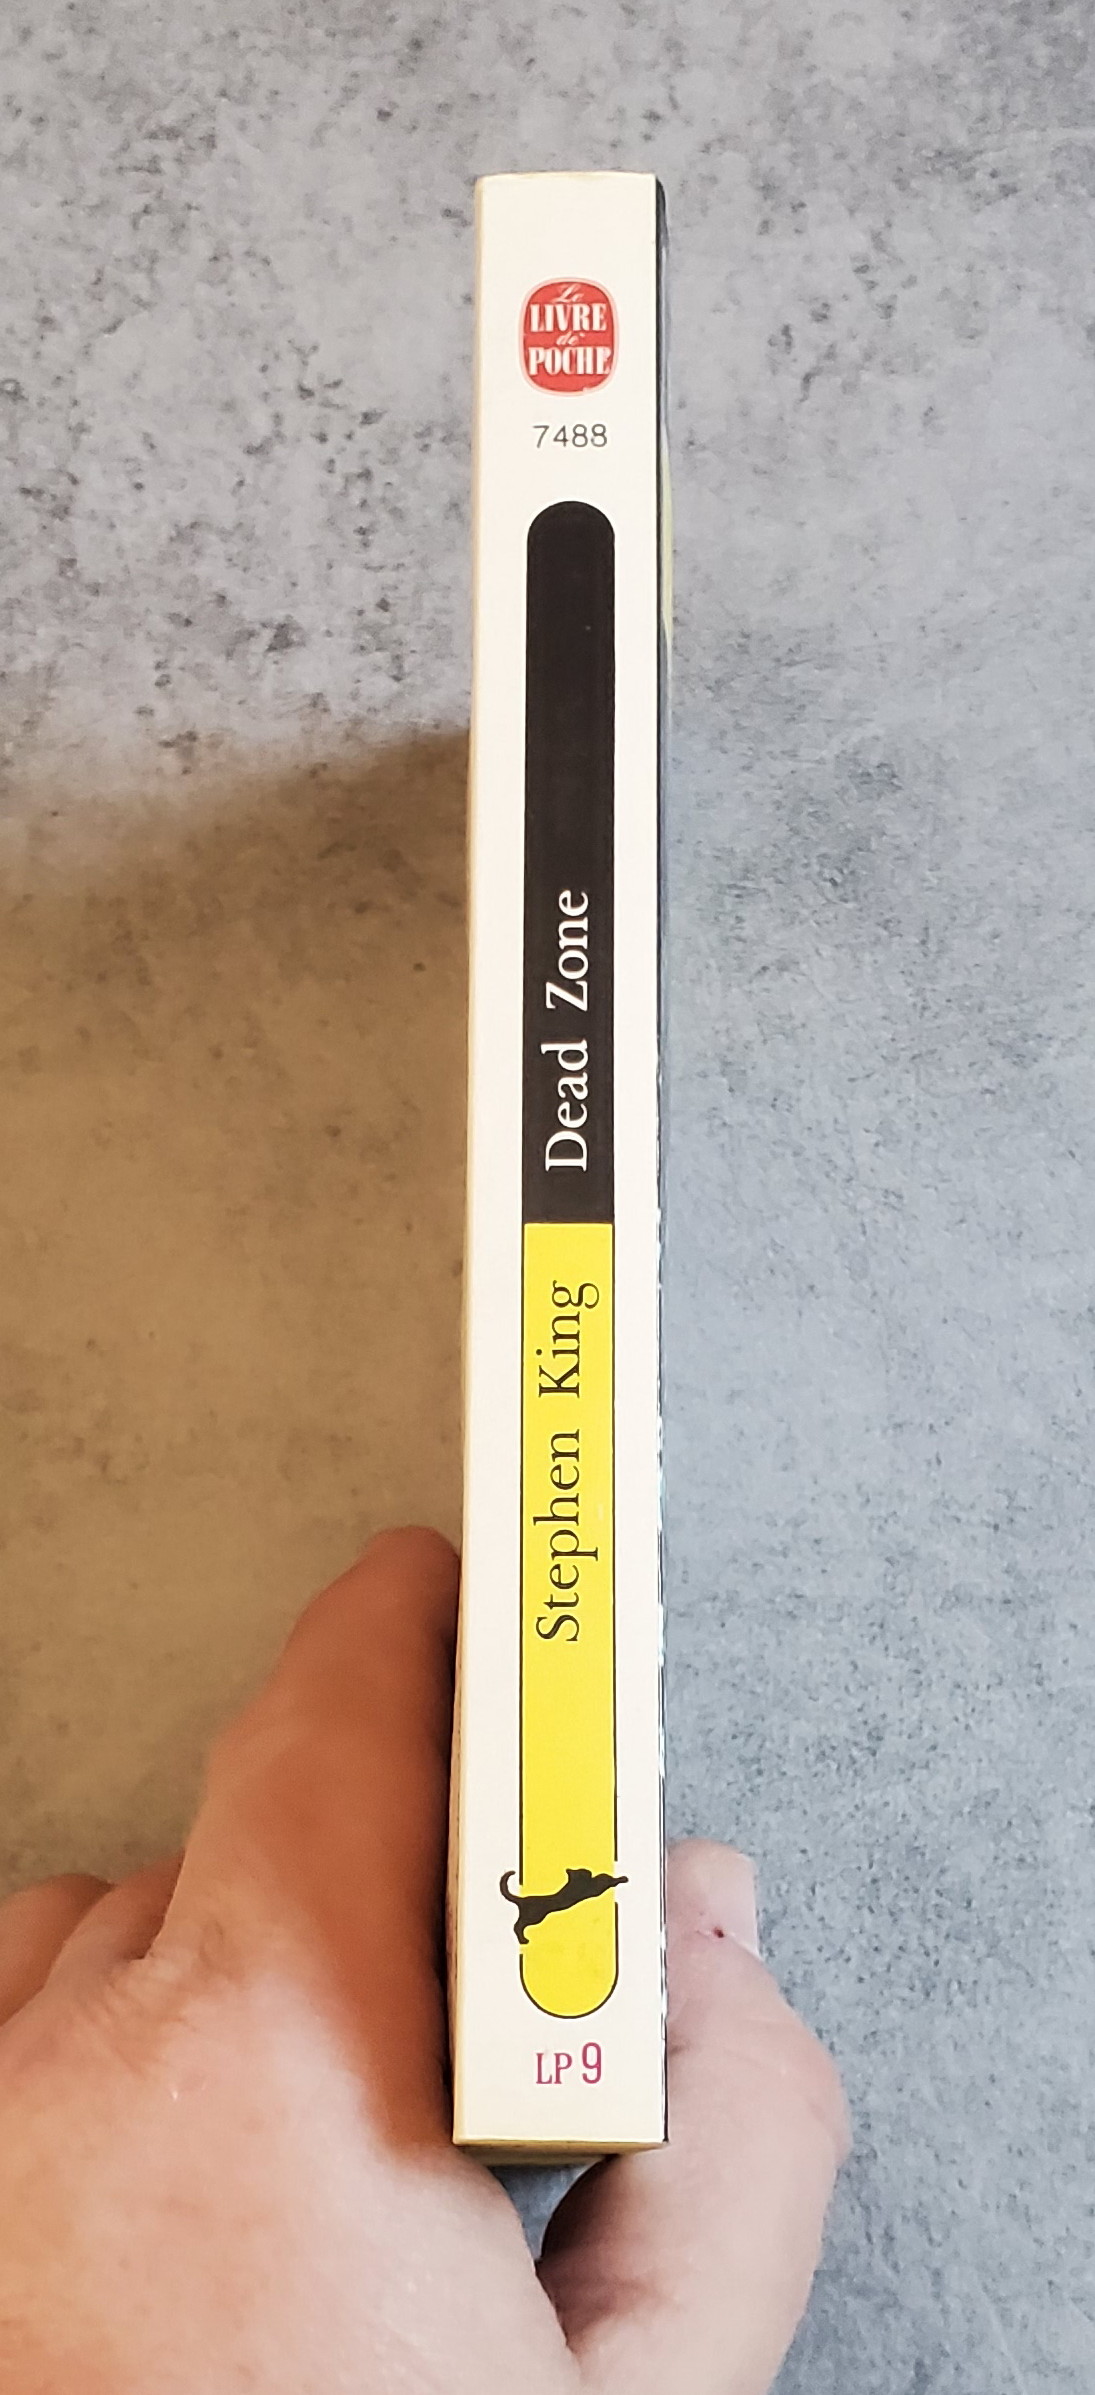 Le
LIVRE
de
POCHE
7488
Dead Zone
Stephen King
LP 9